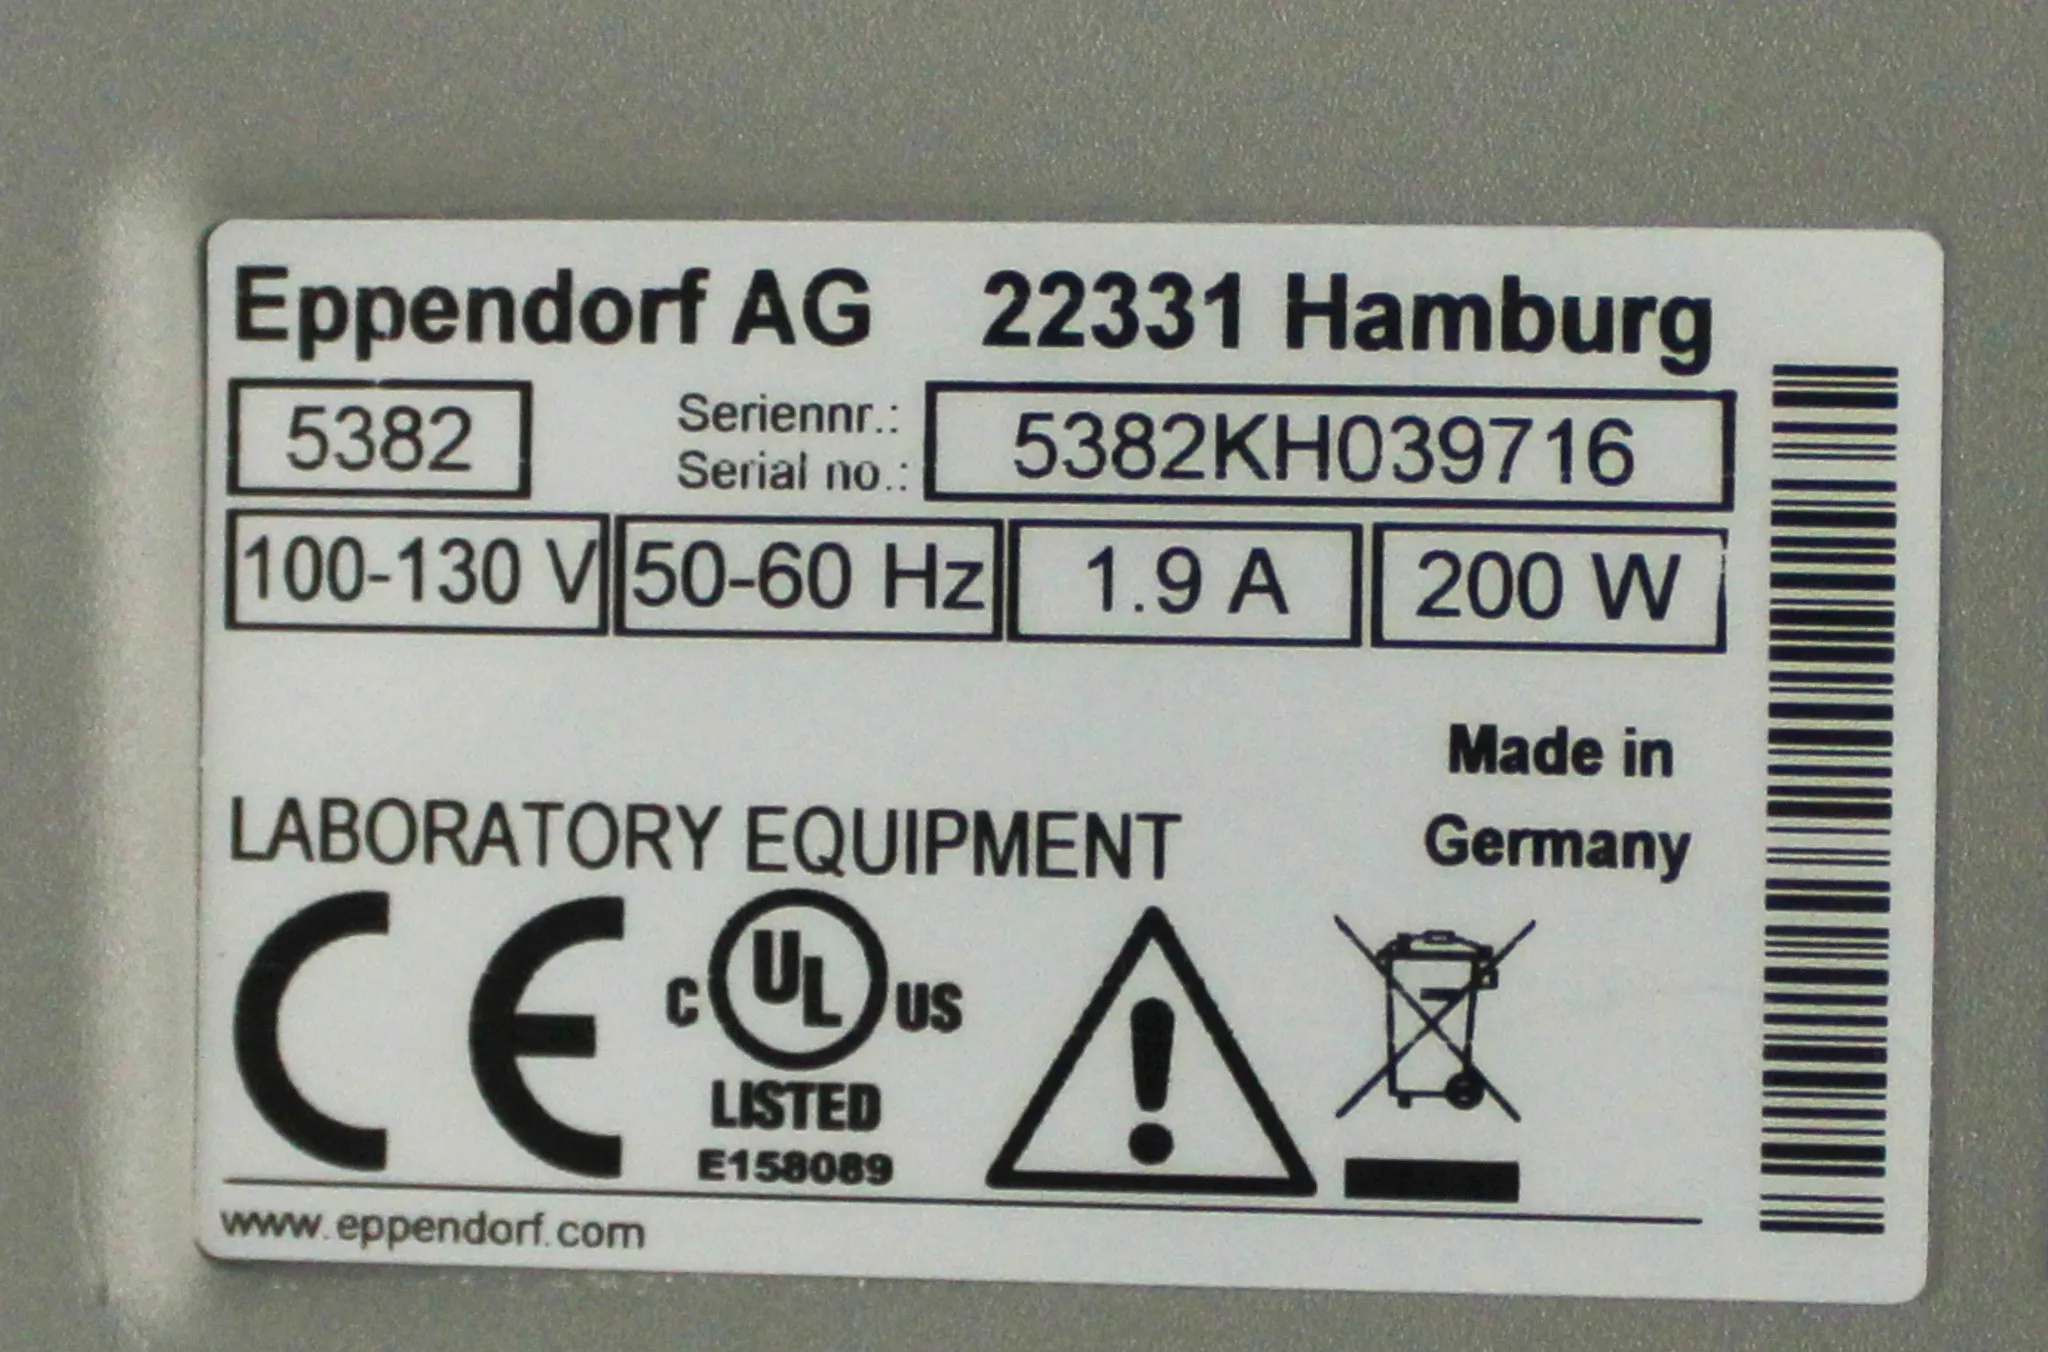 Eppendorf AG 22331 Hamburg
5382 Seriennr.: 5382KH039716
Serial no.:
100-130 V 50-60 Hz 1.9 A 200 W
Made in
Germany
LABORATORY EQUIPMENT
CE C UL US
LISTED
E158089
www.eppendorf.com